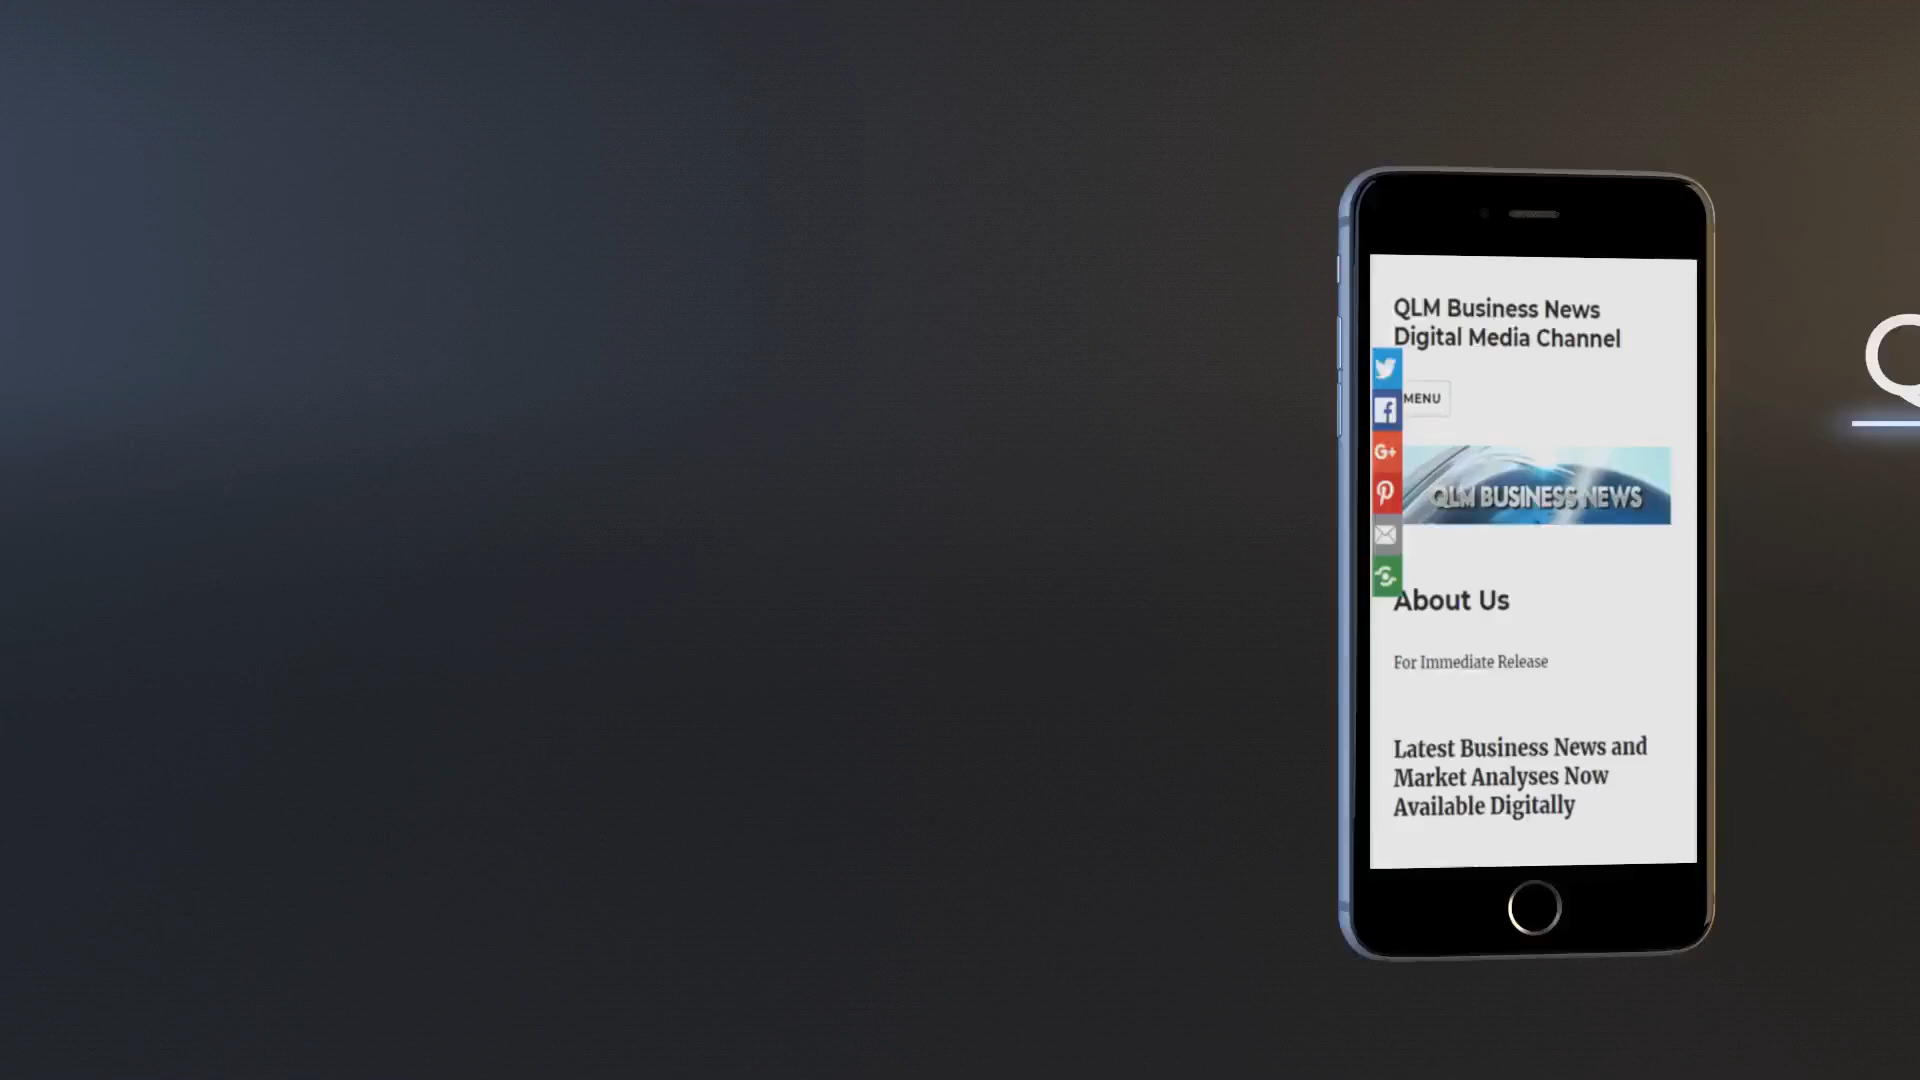 QLM Business News
Digital Media Channel
MENU
QLM BUSINESS NEWS
About Us
For Immediate Release
Latest Business News and
Market Analyses Now
Available Digitally
Q